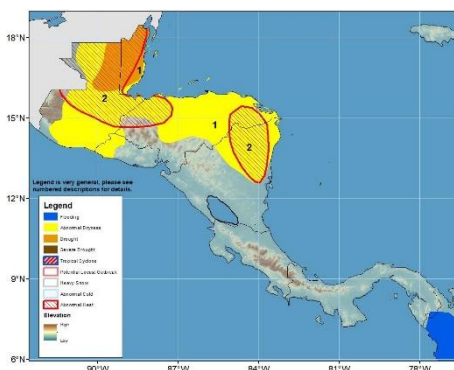 18°N
15°N
12°N
9°N
6°N
1
2
1
2
Legend is very general, please see
numbered descriptions for details.
Legend
Flooding
Abnormal Dryness
Drought
Severe Drought
Tropical Cyclone
Potential Locust Outbreak
Heavy Snow
Abnormal Cold
Abnormal Heat
Elevation
High
Low
90°W
87°W
84°W
81°W
78°W